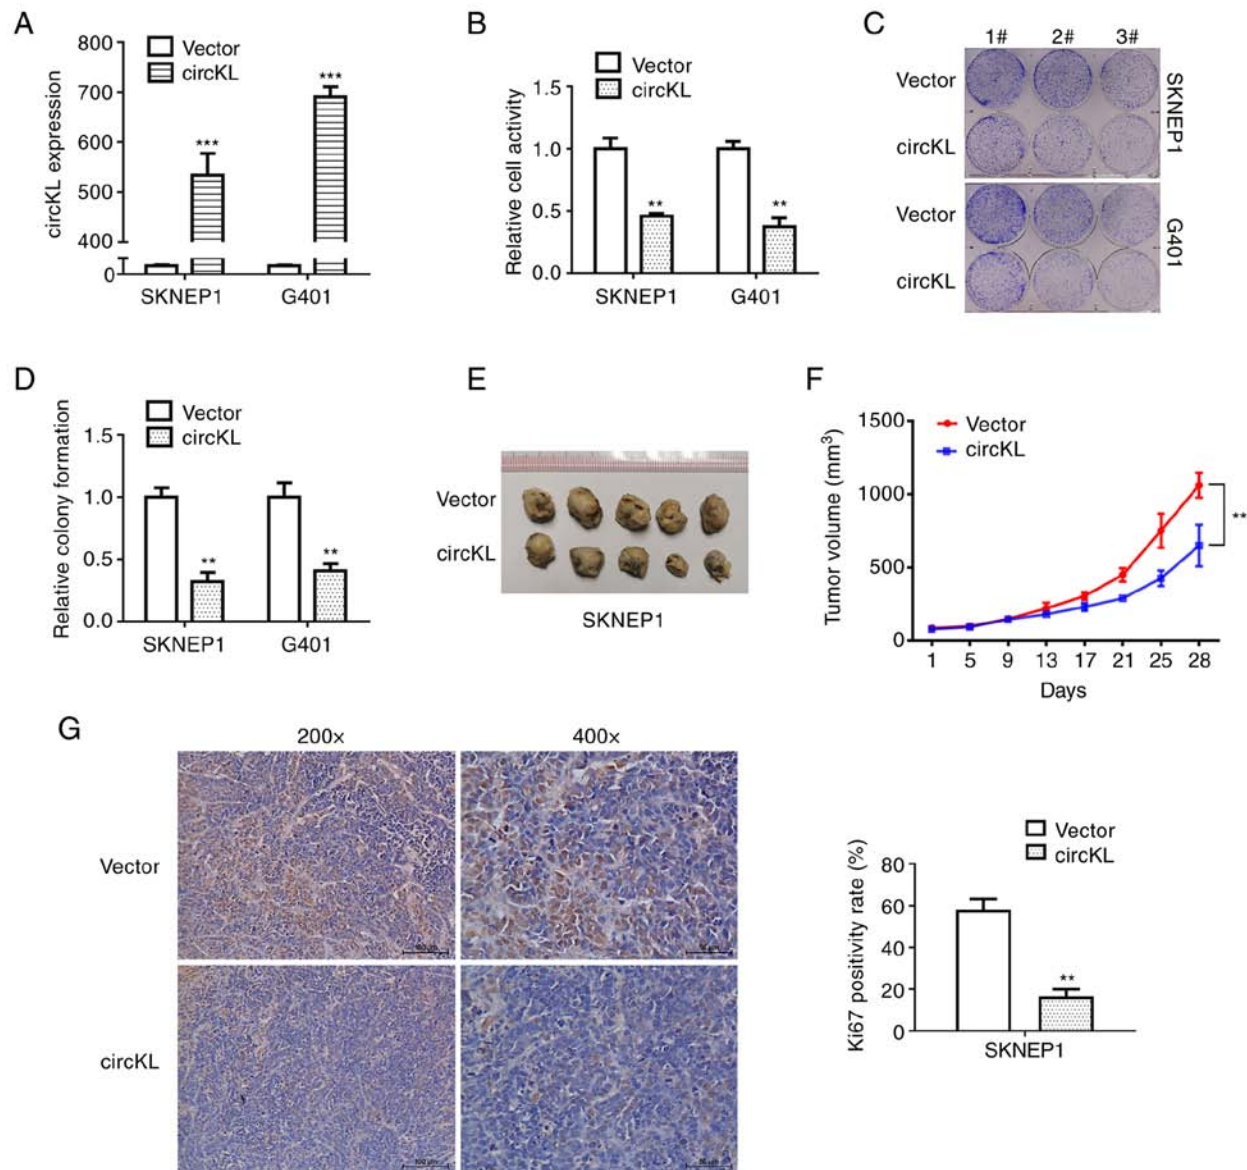 A
Vector
circKL
circKL expression
800
700
600
500
400
0
***
***
SKNEP1
G401
B
Vector
circKL
Relative cell activity
1.5
1.0
0.5
0.0
**
**
SKNEP1
G401
C
1#
2#
3#
Vector
circKL
SKNEP1
Vector
circKL
G401
D
Vector
circKL
Relative colony formation
1.5
1.0
0.5
0.0
**
**
SKNEP1
G401
E
Vector
circKL
SKNEP1
F
Vector
circKL
Tumor volume (mm³)
1500
1000
500
0
**
1 5 9 13 17 21 25 28
Days
G
200×
400×
Vector
circKL
100 μm
Vector
circKL
Ki67 positivity rate (%)
80
60
40
20
0
**
SKNEP1